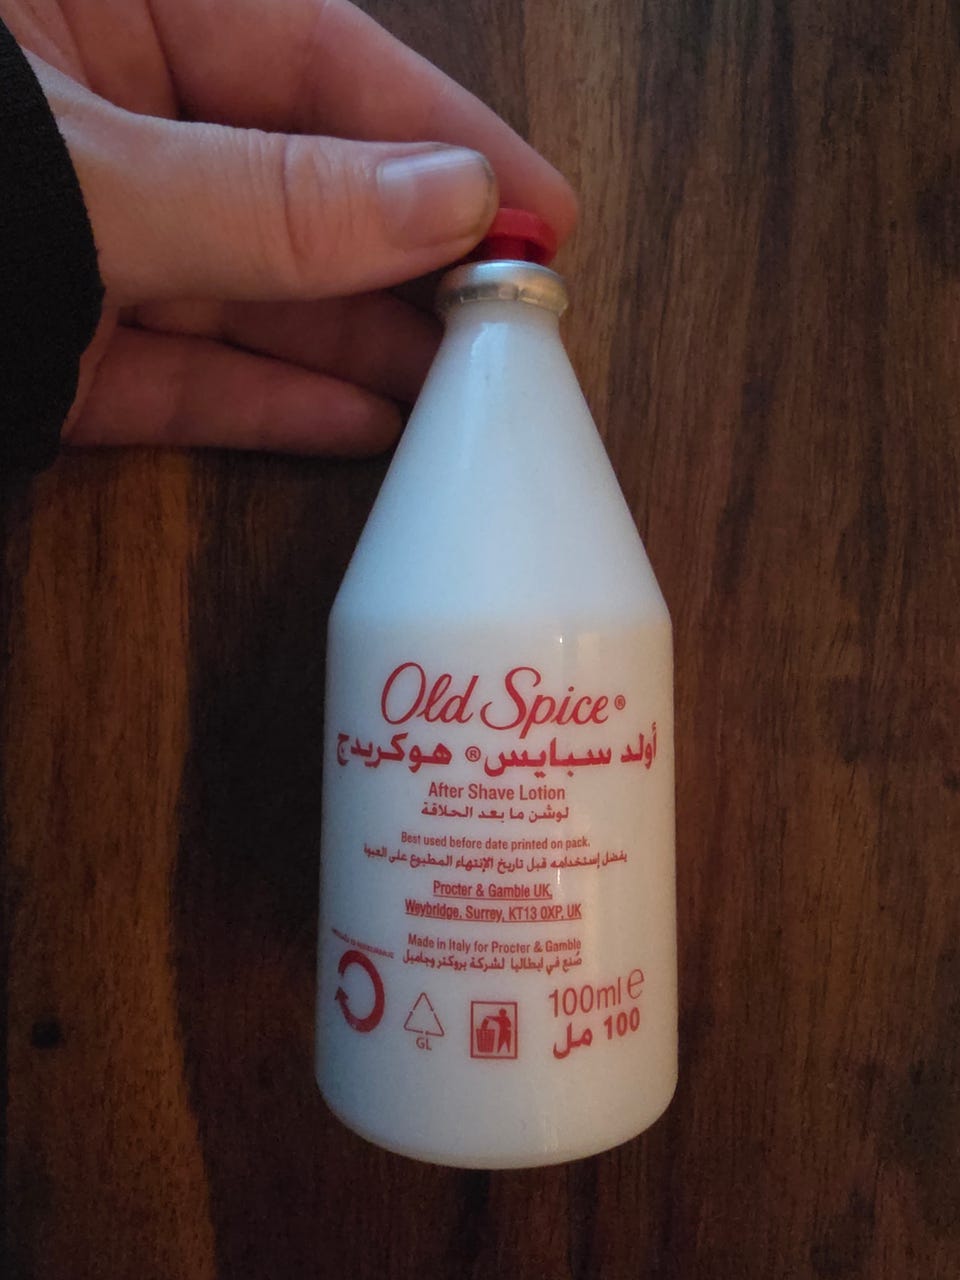 Old Spice®
أولد سبايس® هوكريدج
After Shave Lotion
لوشن ما بعد الحلاقة
Best used before date printed on pack.
يفضل إستخدامه قبل تاريخ الإنتهاء المطبوع على العبوة
Procter & Gamble UK,
Weybridge, Surrey, KT13 0XP, UK
Made in Italy for Procter & Gamble
صُنع في ايطاليا لشركة بروكتر وجامبل
GL
100ml e
100 مل